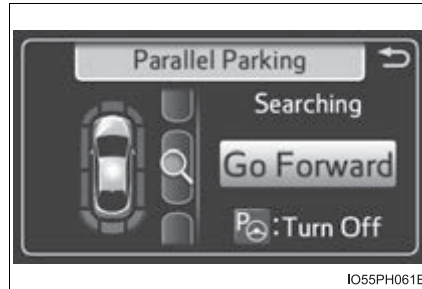 Parallel Parking
Searching
Go Forward
P:Turn Off
IO55PH061E